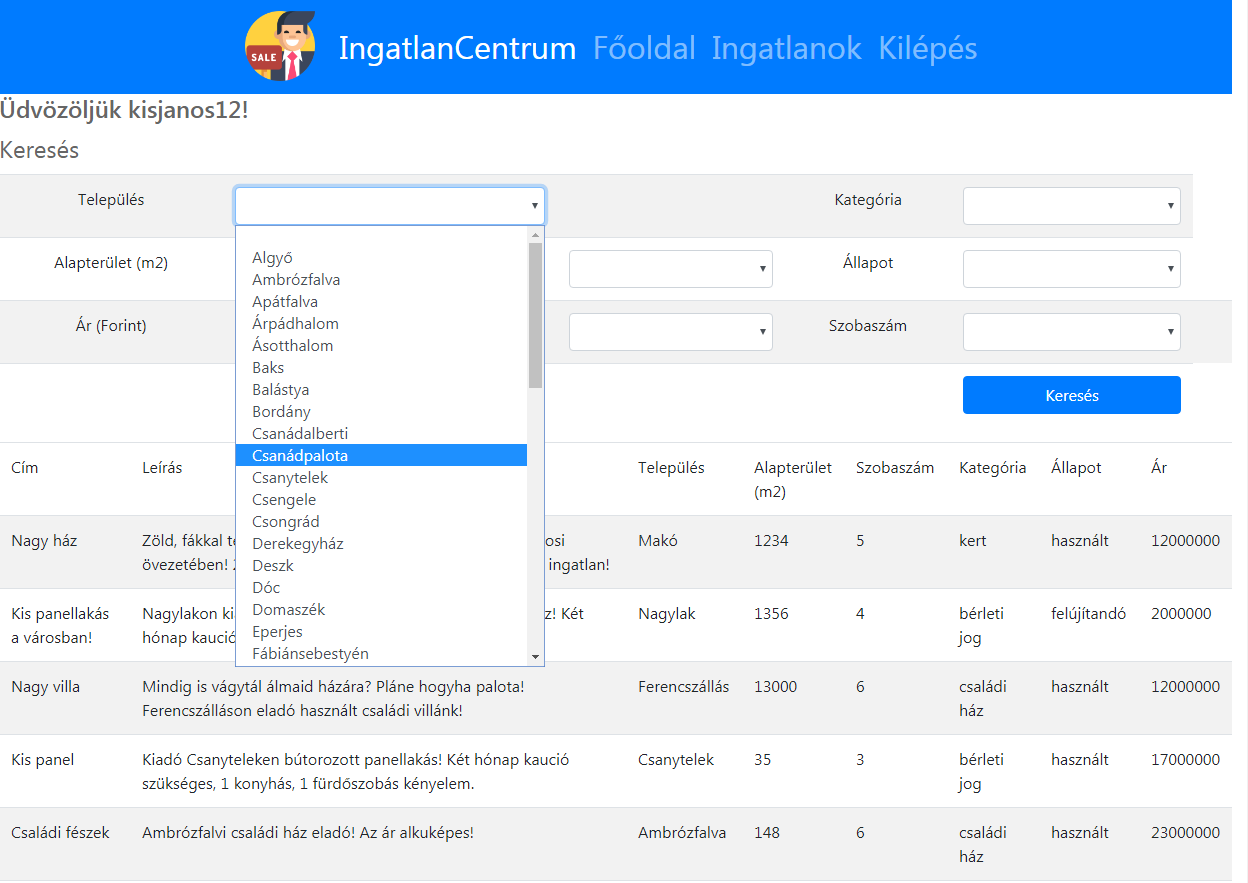 SALE
IngatlanCentrum Főoldal Ingatlanok Kilépés
Üdvözöljük kisjanos12!
Keresés
Település
Kategória
Alapterület (m2)
Állapot
Ár (Forint)
Szobaszám
Keresés
Algyő
Ambrózfalva
Apátfalva
Árpádhalom
Ásotthalom
Baks
Balástya
Bordány
Csanádalberti
Csanádpalota
Csanytelek
Csengele
Csongrád
Derekegyház
Deszk
Dóc
Domaszék
Eperjes
Fábiánsebestyén
Cím Leírás Település Alapterület Szobaszám Kategória Állapot Ár
(m2)
Nagy ház Zöld, fákkal osi Makó 1234 5 kert használt 12000000
övezetében! ingatlan!
Kis panellakás Nagylakon z! Két Nagylak 1356 4 bérleti felújítandó 2000000
a városban! hónap kaució jog
Nagy villa Mindig is vágytál álmaid házára? Pláne hogyha palota! Ferencszállás 13000 6 családi használt 12000000
Ferencszálláson eladó használt családi villánk! ház
Kis panel Kiadó Csanyteleken bútorozott panellakás! Két hónap kaució Csanytelek 35 3 bérleti használt 17000000
szükséges, 1 konyhás, 1 fürdőszobás kényelem. jog
Családi fészek Ambrózfalvi családi ház eladó! Az ár alkuképes! Ambrózfalva 148 6 családi használt 23000000
ház